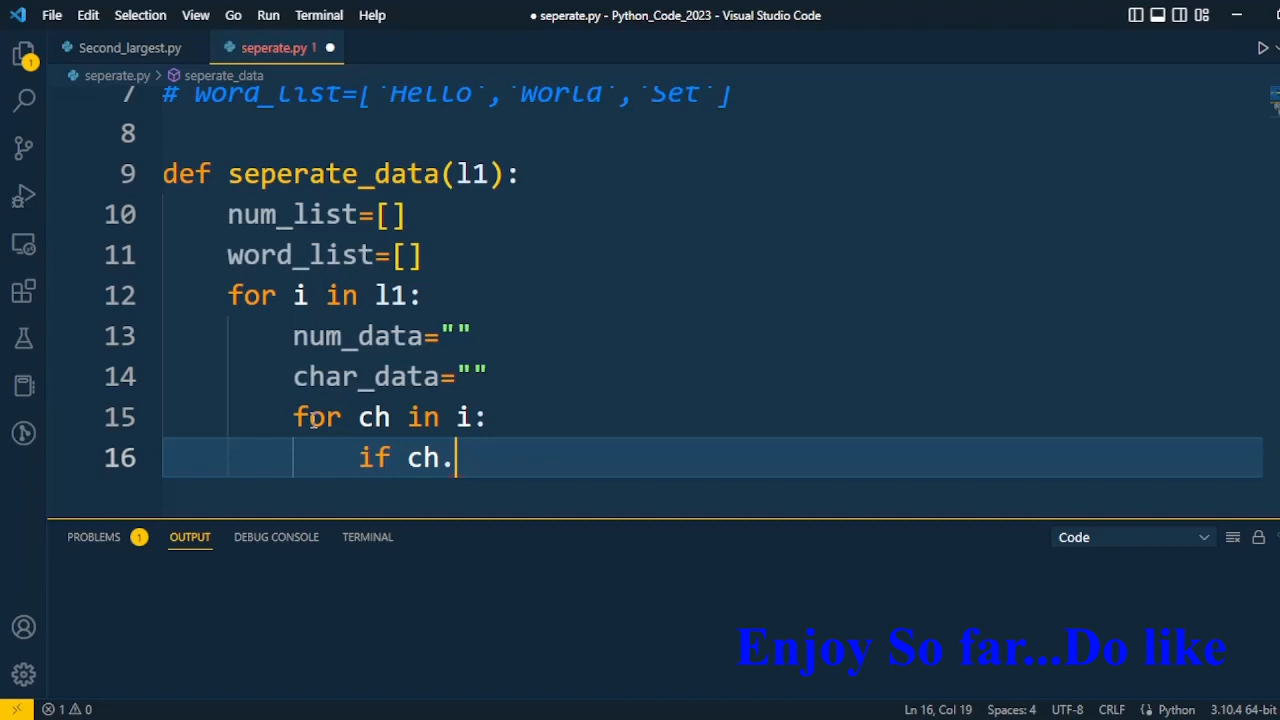 File Edit Selection View Go Run Terminal Help
● seperate.py - Python_Code_2023 - Visual Studio Code
Second_largest.py seperate.py 1 ●
seperate.py > seperate_data
7 # word_list=['Hello','World','Set']
8
9 def seperate_data(l1):
10 num_list=[]
11 word_list=[]
12 for i in l1:
13 num_data=""
14 char_data=""
15 for ch in i:
16 if ch.
PROBLEMS 1 OUTPUT DEBUG CONSOLE TERMINAL Code
Enjoy So far...Do like
1 0 Ln 16, Col 19 Spaces: 4 UTF-8 CRLF Python 3.10.4 64-bit
1